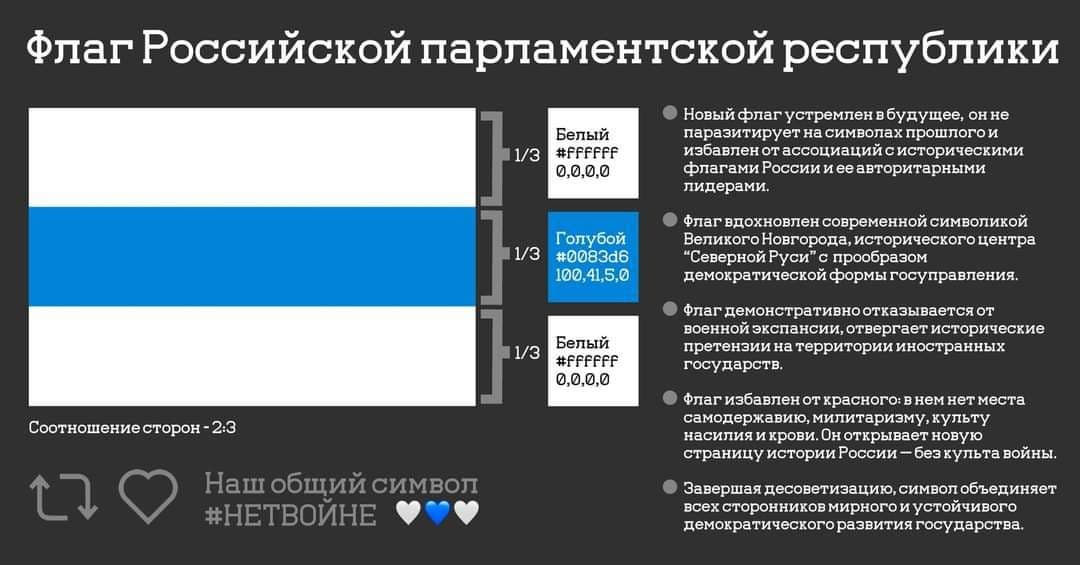 Флаг Российской парламентской республики
1/3
1/3
1/3
Белый
#ffffff
0,0,0,0
Голубой
#0083d6
100,41,5,0
Белый
#ffffff
0,0,0,0
Соотношение сторон - 2:3
Наш общий символ
#НЕТВОЙНЕ
Новый флаг устремлен в будущее, он не
паразитирует на символах прошлого и
избавлен от ассоциаций с историческими
флагами России и ее авторитарными
лидерами.
Флаг вдохновлен современной символикой
Великого Новгорода, исторического центра
“Северной Руси” с прообразом
демократической формы госуправления.
Флаг демонстративно отказывается от
военной экспансии, отвергает исторические
претензии на территории иностранных
государств.
Флаг избавлен от красного: в нем нет места
самодержавию, милитаризму, культу
насилия и крови. Он открывает новую
страницу истории России — без культа войны.
Завершая десоветизацию, символ объединяет
всех сторонников мирного и устойчивого
демократического развития государства.